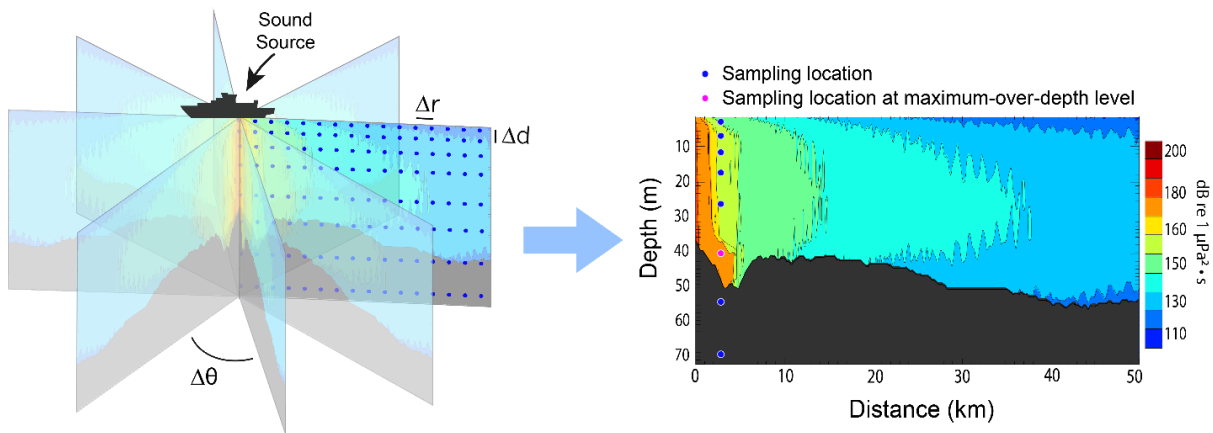 Sound
Source
Δr
Δd
Δθ
Sampling location
Sampling location at maximum-over-depth level
Depth (m)
10
20
30
40
50
60
70
0
10
20
30
40
50
Distance (km)
200
180
160
150
130
110
dB re 1 µPa² • s